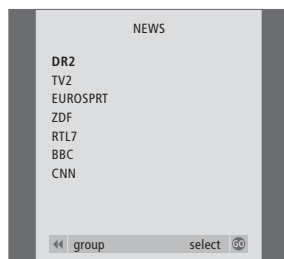 NEWS
DR2
TV2
EUROSPRT
ZDF
RTL7
BBC
CNN
group select GO